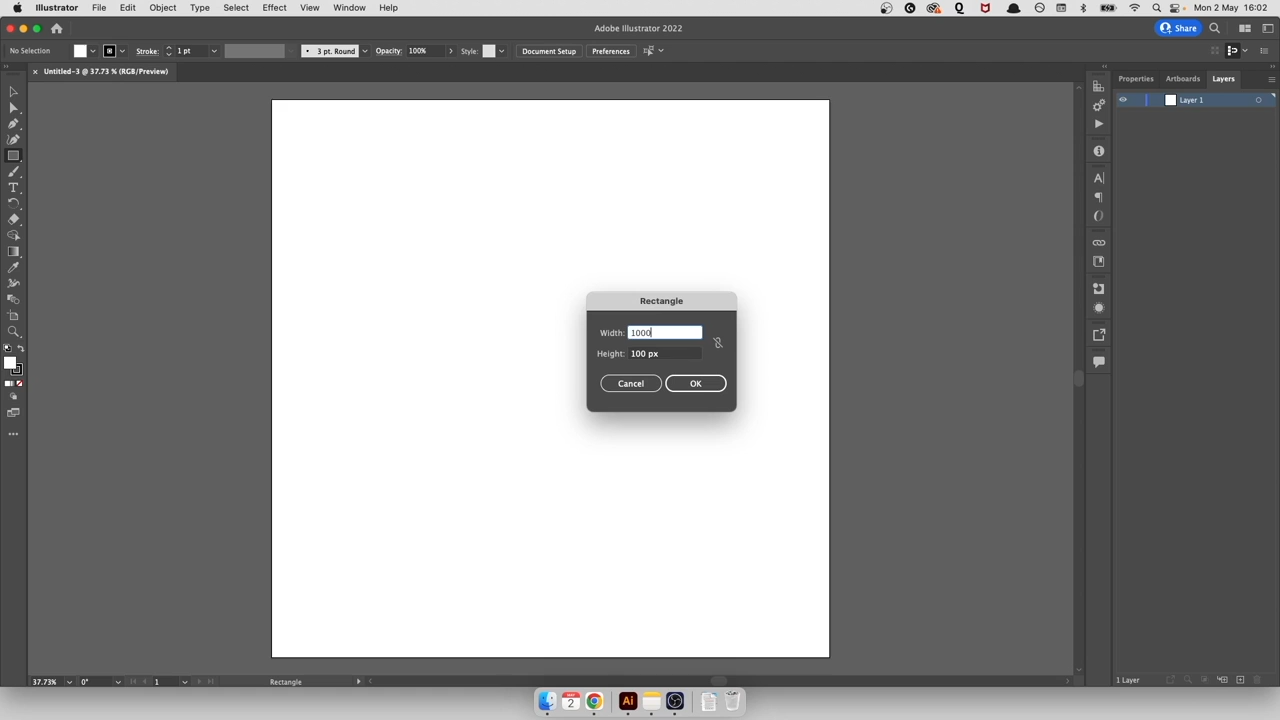 Illustrator File Edit Object Type Select Effect View Window Help
Mon 2 May 16:02
Adobe Illustrator 2022
Share
No Selection
Stroke: 1 pt
3 pt. Round
Opacity: 100%
Style:
Document Setup
Preferences
Untitled-3 @ 37.73 % (RGB/Preview)
Properties Artboards Layers
Layer 1
Rectangle
Width: 1000
Height: 100 px
Cancel OK
1 Layer
37.73%
0°
1
Rectangle
MAY
2
Ai